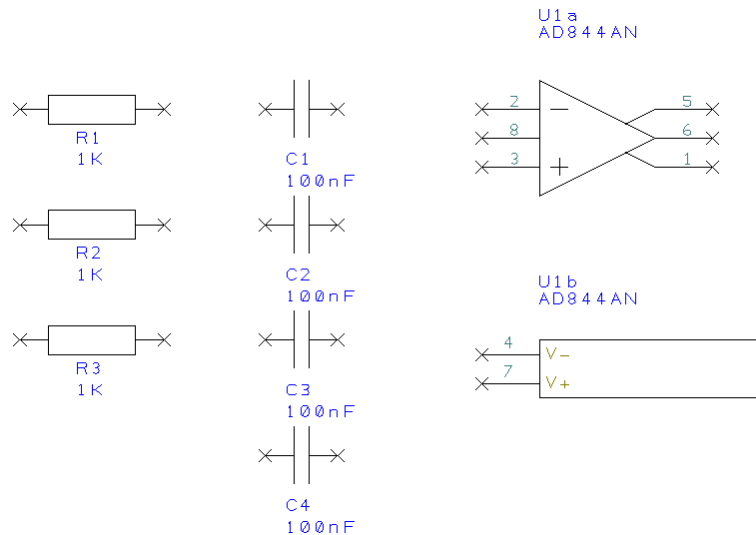 U1a
AD844AN
2
5
8
6
3
1
R1
1K
C1
100nF
R2
1K
C2
100nF
U1b
AD844AN
4
V-
7
V+
R3
1K
C3
100nF
C4
100nF